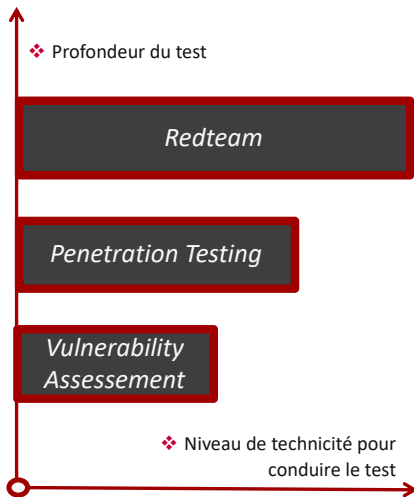 ❖ Profondeur du test
Redteam
Penetration Testing
Vulnerability
Assessement
❖ Niveau de technicité pour
conduire le test